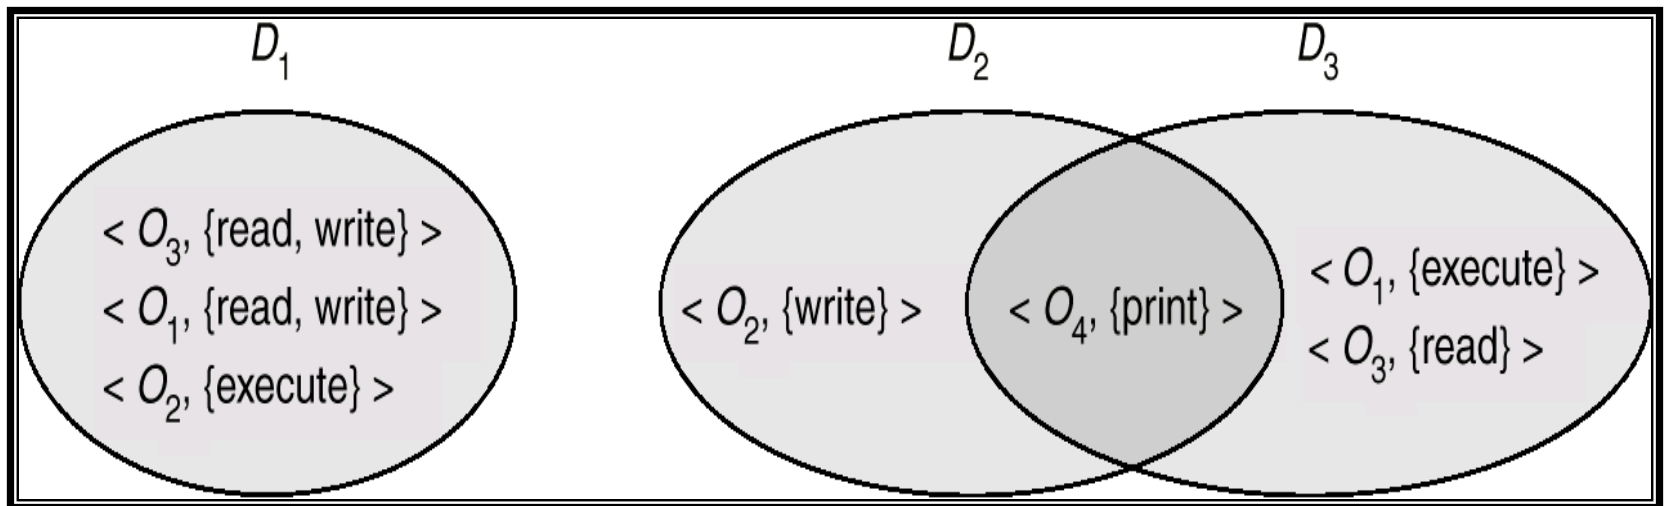 D₁
D₂
D₃
< O₃, {read, write} >
< O₁, {read, write} >
< O₂, {execute} >
< O₂, {write} >
< O₄, {print} >
< O₁, {execute} >
< O₃, {read} >